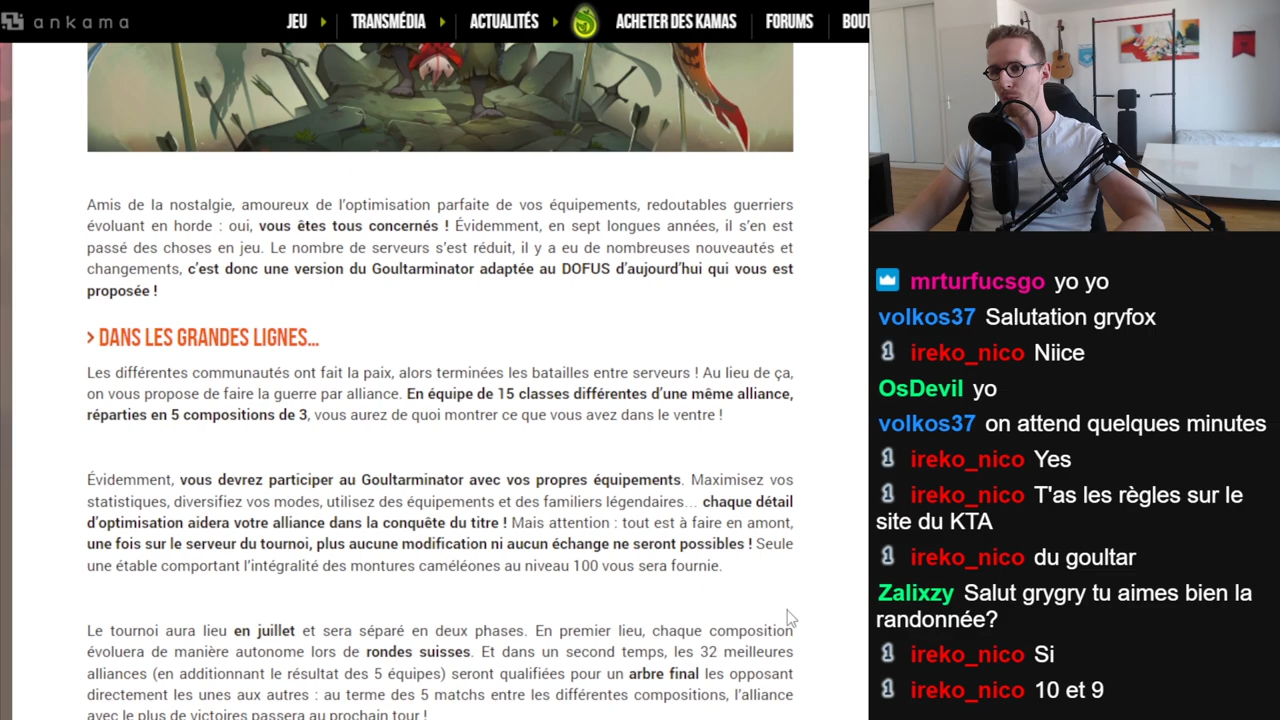 ankama JEU TRANSMÉDIA ACTUALITÉS ACHETER DES KAMAS FORUMS BOUT
Amis de la nostalgie, amoureux de l'optimisation parfaite de vos équipements, redoutables guerriers
évoluant en horde : oui, vous êtes tous concernés ! Évidemment, en sept longues années, il s'en est
passé des choses en jeu. Le nombre de serveurs s'est réduit, il y a eu de nombreuses nouveautés et
changements, c'est donc une version du Goultarminator adaptée au DOFUS d'aujourd'hui qui vous est
proposée !
> DANS LES GRANDES LIGNES...
Les différentes communautés ont fait la paix, alors terminées les batailles entre serveurs ! Au lieu de ça,
on vous propose de faire la guerre par alliance. En équipe de 15 classes différentes d'une même alliance,
réparties en 5 compositions de 3, vous aurez de quoi montrer ce que vous avez dans le ventre !
Évidemment, vous devrez participer au Goultarminator avec vos propres équipements. Maximisez vos
statistiques, diversifiez vos modes, utilisez des équipements et des familiers légendaires… chaque détail
d'optimisation aidera votre alliance dans la conquête du titre ! Mais attention : tout est à faire en amont,
une fois sur le serveur du tournoi, plus aucune modification ni aucun échange ne seront possibles ! Seule
une étable comportant l'intégralité des montures caméléones au niveau 100 vous sera fournie.
Le tournoi aura lieu en juillet et sera séparé en deux phases. En premier lieu, chaque composition
évoluera de manière autonome lors de rondes suisses. Et dans un second temps, les 32 meilleures
alliances (en additionnant le résultat des 5 équipes) seront qualifiées pour un arbre final les opposant
directement les unes aux autres : au terme des 5 matchs entre les différentes compositions, l'alliance
avec le plus de victoires passera au prochain tour !
mrturfucsgo yo yo
volkos37 Salutation gryfox
1 ireko_nico Niice
OsDevil yo
volkos37 on attend quelques minutes
1 ireko_nico Yes
1 ireko_nico T'as les règles sur le
site du KTA
1 ireko_nico du goultar
Zalixzy Salut grygry tu aimes bien la
randonnée?
1 ireko_nico Si
1 ireko_nico 10 et 9